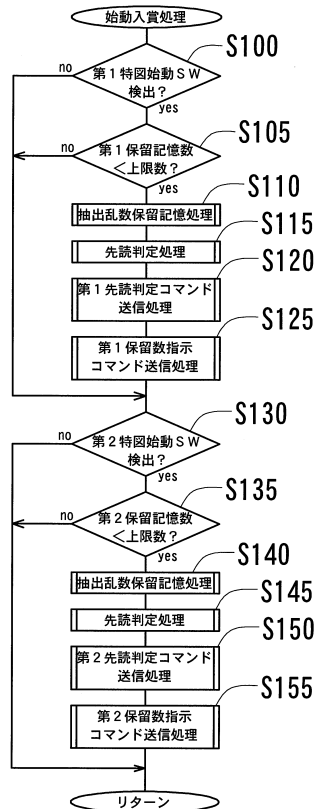 始動入賞処理
S100
no
第1特図始動SW
検出?
yes
S105
no
第1保留記憶数
<上限数?
yes
S110
抽出乱数保留記憶処理
S115
先読判定処理
S120
第1先読判定コマンド
送信処理
S125
第1保留数指示
コマンド送信処理
S130
no
第2特図始動SW
検出?
yes
S135
no
第2保留記憶数
<上限数?
yes
S140
抽出乱数保留記憶処理
S145
先読判定処理
S150
第2先読判定コマンド
送信処理
S155
第2保留数指示
コマンド送信処理
リターン